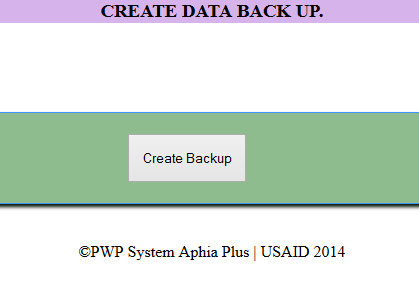 CREATE DATA BACK UP.
Create Backup
©PWP System Aphia Plus | USAID 2014